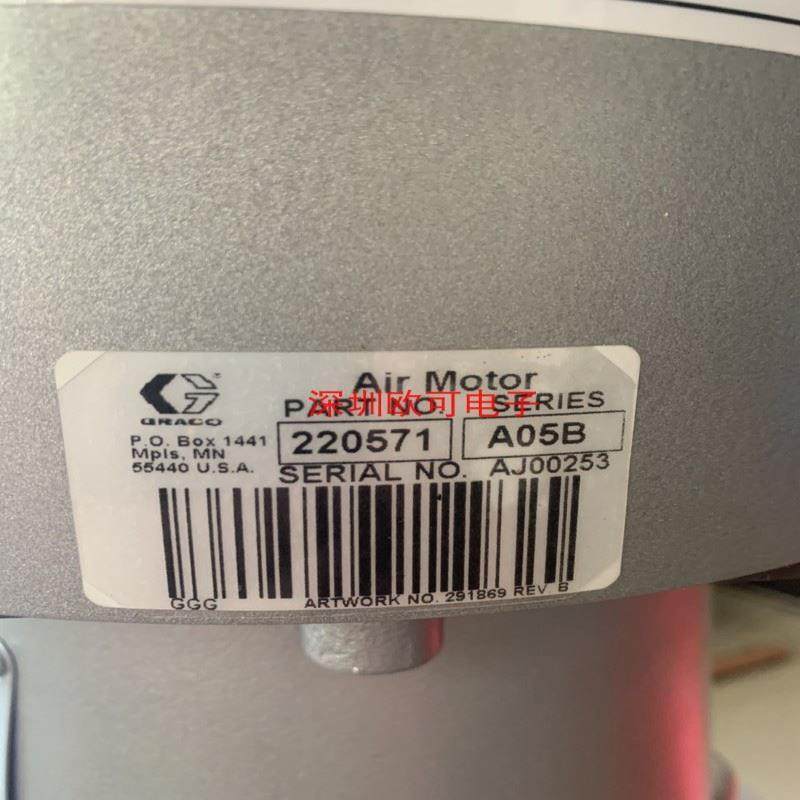 Air Motor
深圳欧可电子
PART NO. SERIES
GRACO
P.O. Box 1441
Mpls, MN
55440 U.S.A.
220571 A05B
SERIAL NO. AJ00253
GGG ARTWORK NO. 291869 REV B